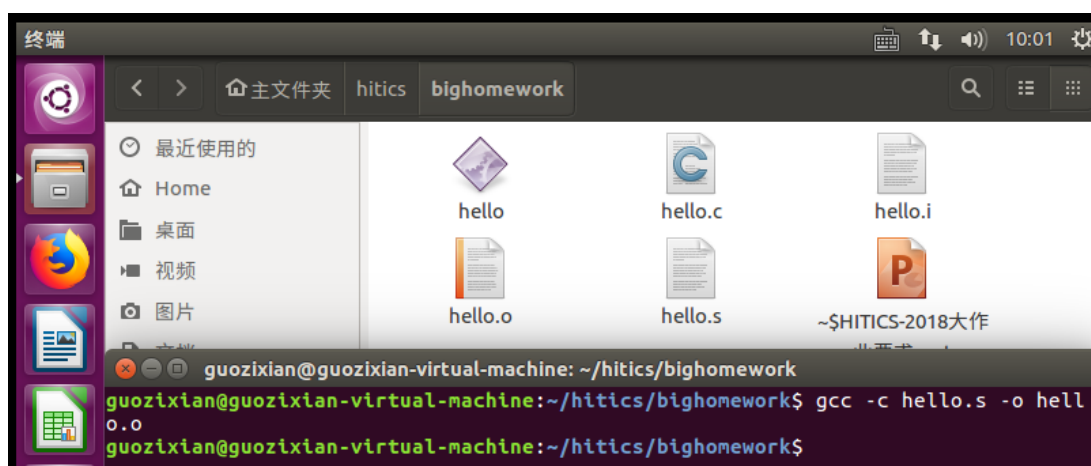 终端
10:01
主文件夹 hitics bighomework
最近使用的
Home
桌面
视频
图片
hello hello.c hello.i
hello.o hello.s ~$HITICS-2018大作
guozixian@guozixian-virtual-machine: ~/hitics/bighomework
guozixian@guozixian-virtual-machine:~/hitics/bighomework$ gcc -c hello.s -o hell
o.o
guozixian@guozixian-virtual-machine:~/hitics/bighomework$